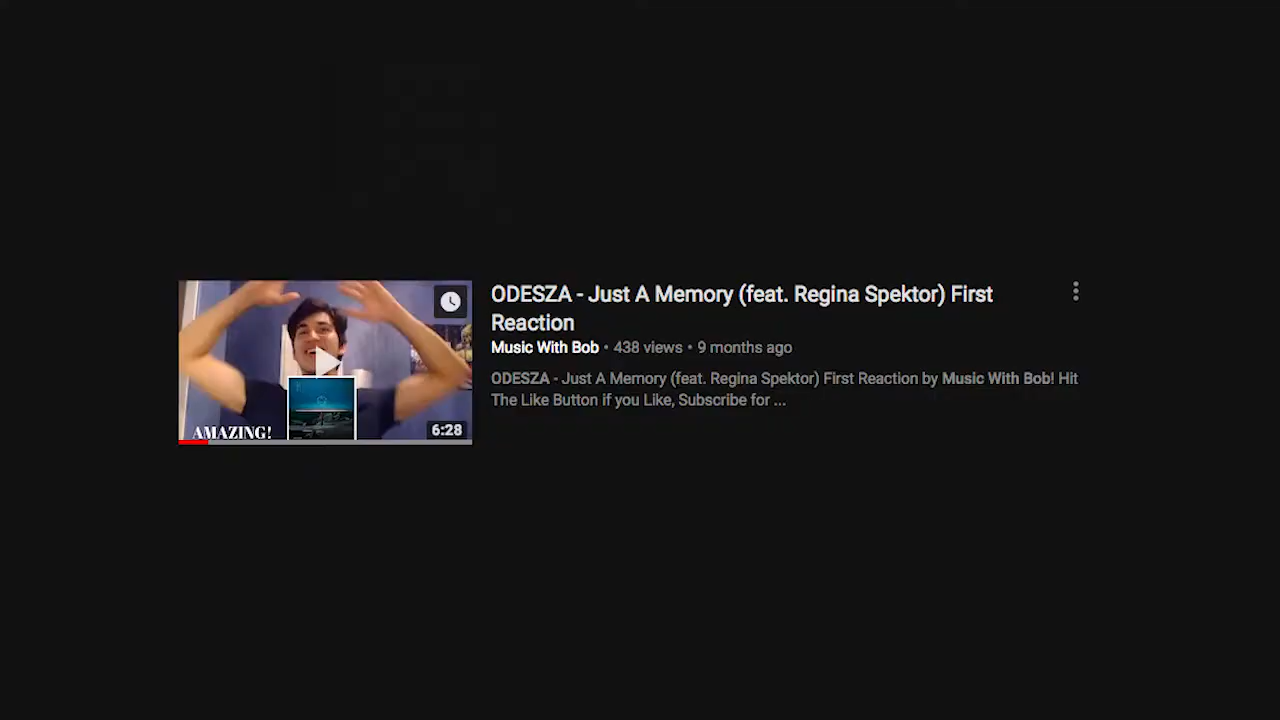 ODESZA - Just A Memory (feat. Regina Spektor) First
Reaction
Music With Bob • 438 views • 9 months ago
ODESZA - Just A Memory (feat. Regina Spektor) First Reaction by Music With Bob! Hit
The Like Button if you Like, Subscribe for ...
AMAZING!
6:28